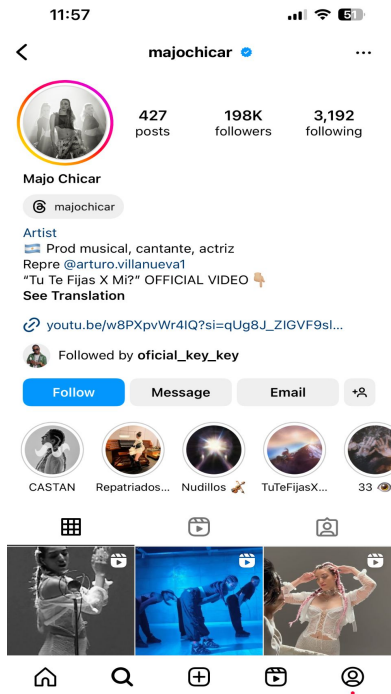 11:57
51
majochicar
427
posts
198K
followers
3,192
following
Majo Chicar
majochicar
Artist
🇦🇷 Prod musical, cantante, actriz
Repre @arturo.villanueva1
“Tu Te Fijas X Mi?” OFFICIAL VIDEO 👇🏼
See Translation
youtu.be/w8PXpvWr4IQ?si=qUg8J_ZIGVF9sl...
Followed by oficial_key_key
Follow
Message
Email
CASTAN
Repatriados...
Nudillos 🎻
TuTeFijasX...
33 👁